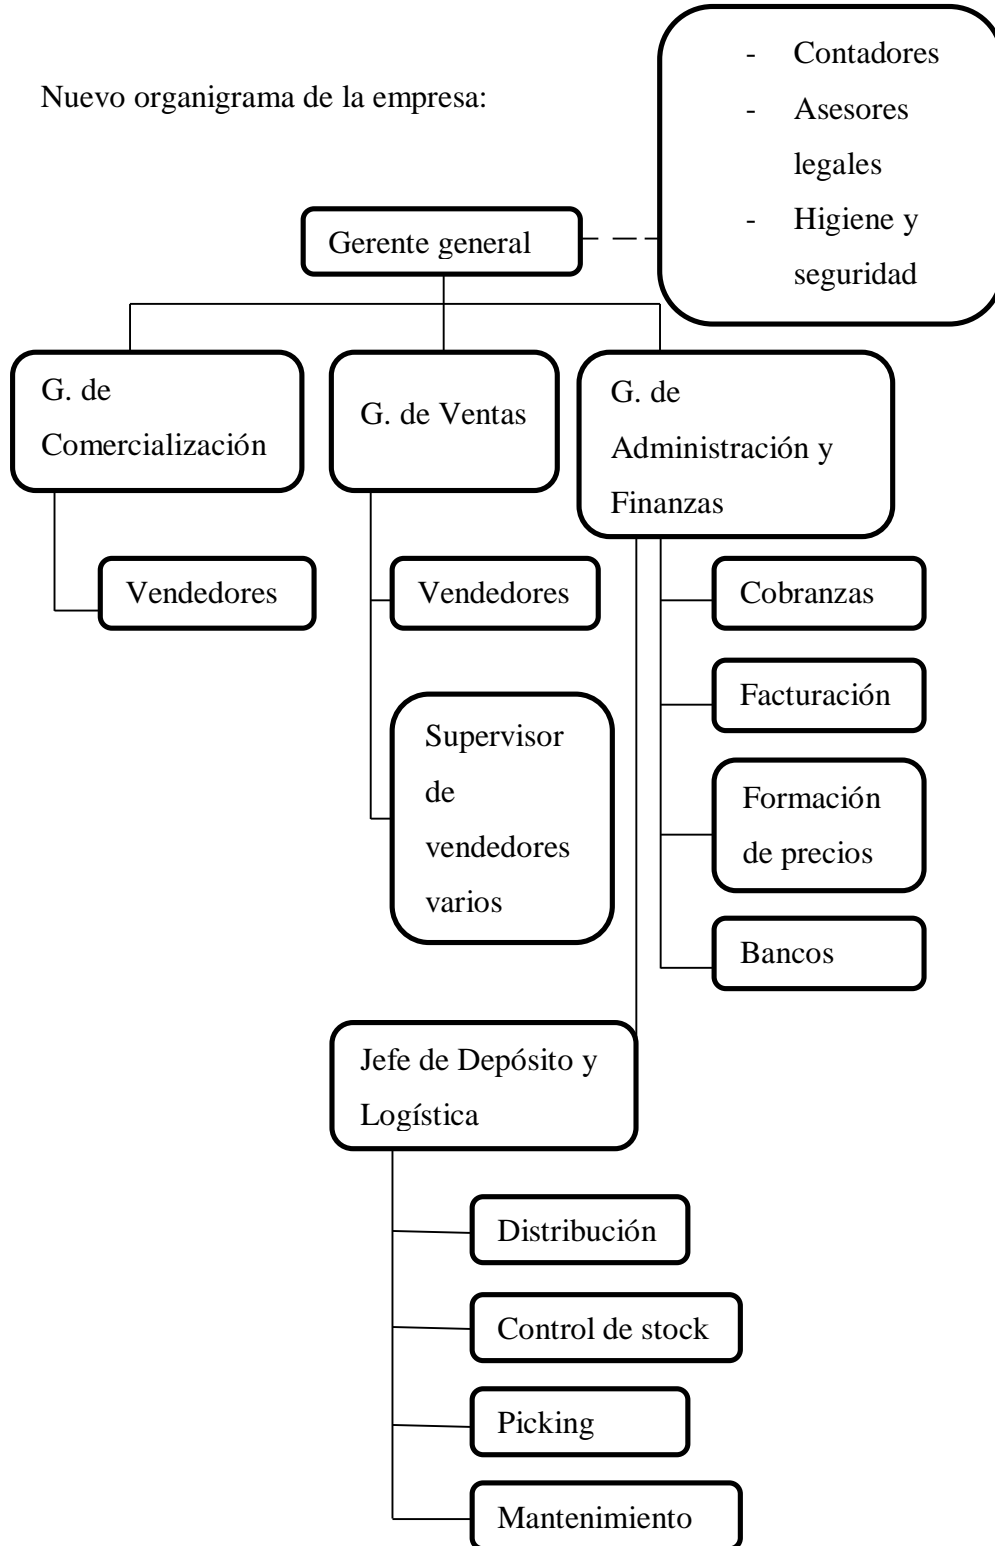 - Contadores
- Asesores
legales
- Higiene y
seguridad
Nuevo organigrama de la empresa:
Gerente general
G. de
Comercialización
G. de Ventas
G. de
Administración y
Finanzas
Vendedores
Vendedores
Cobranzas
Facturación
Supervisor
de
vendedores
varios
Formación
de precios
Bancos
Jefe de Depósito y
Logística
Distribución
Control de stock
Picking
Mantenimiento